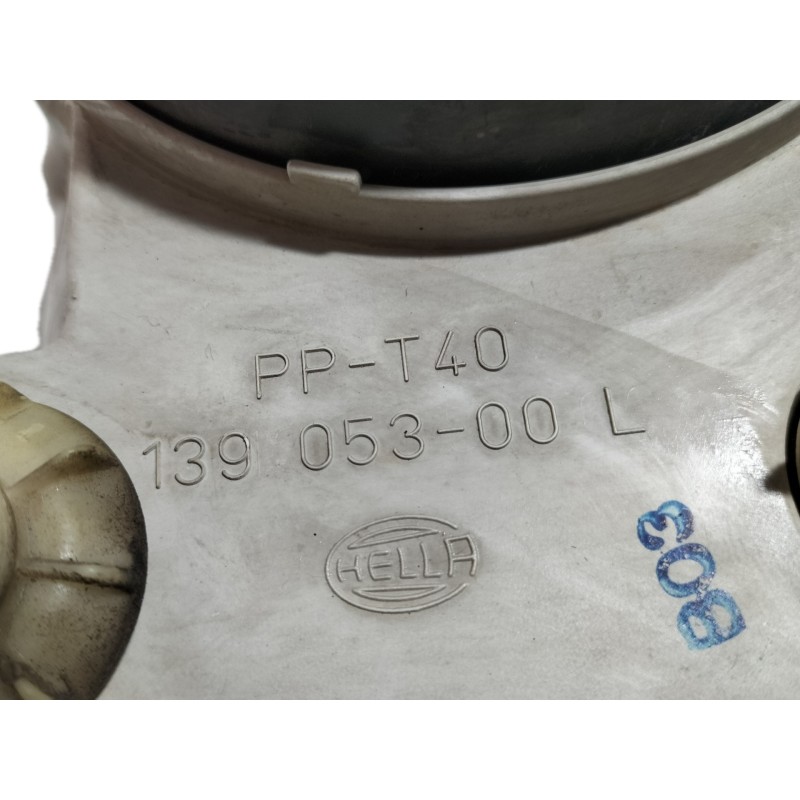 PP-T40
139 053-00 L
HELLA
B03